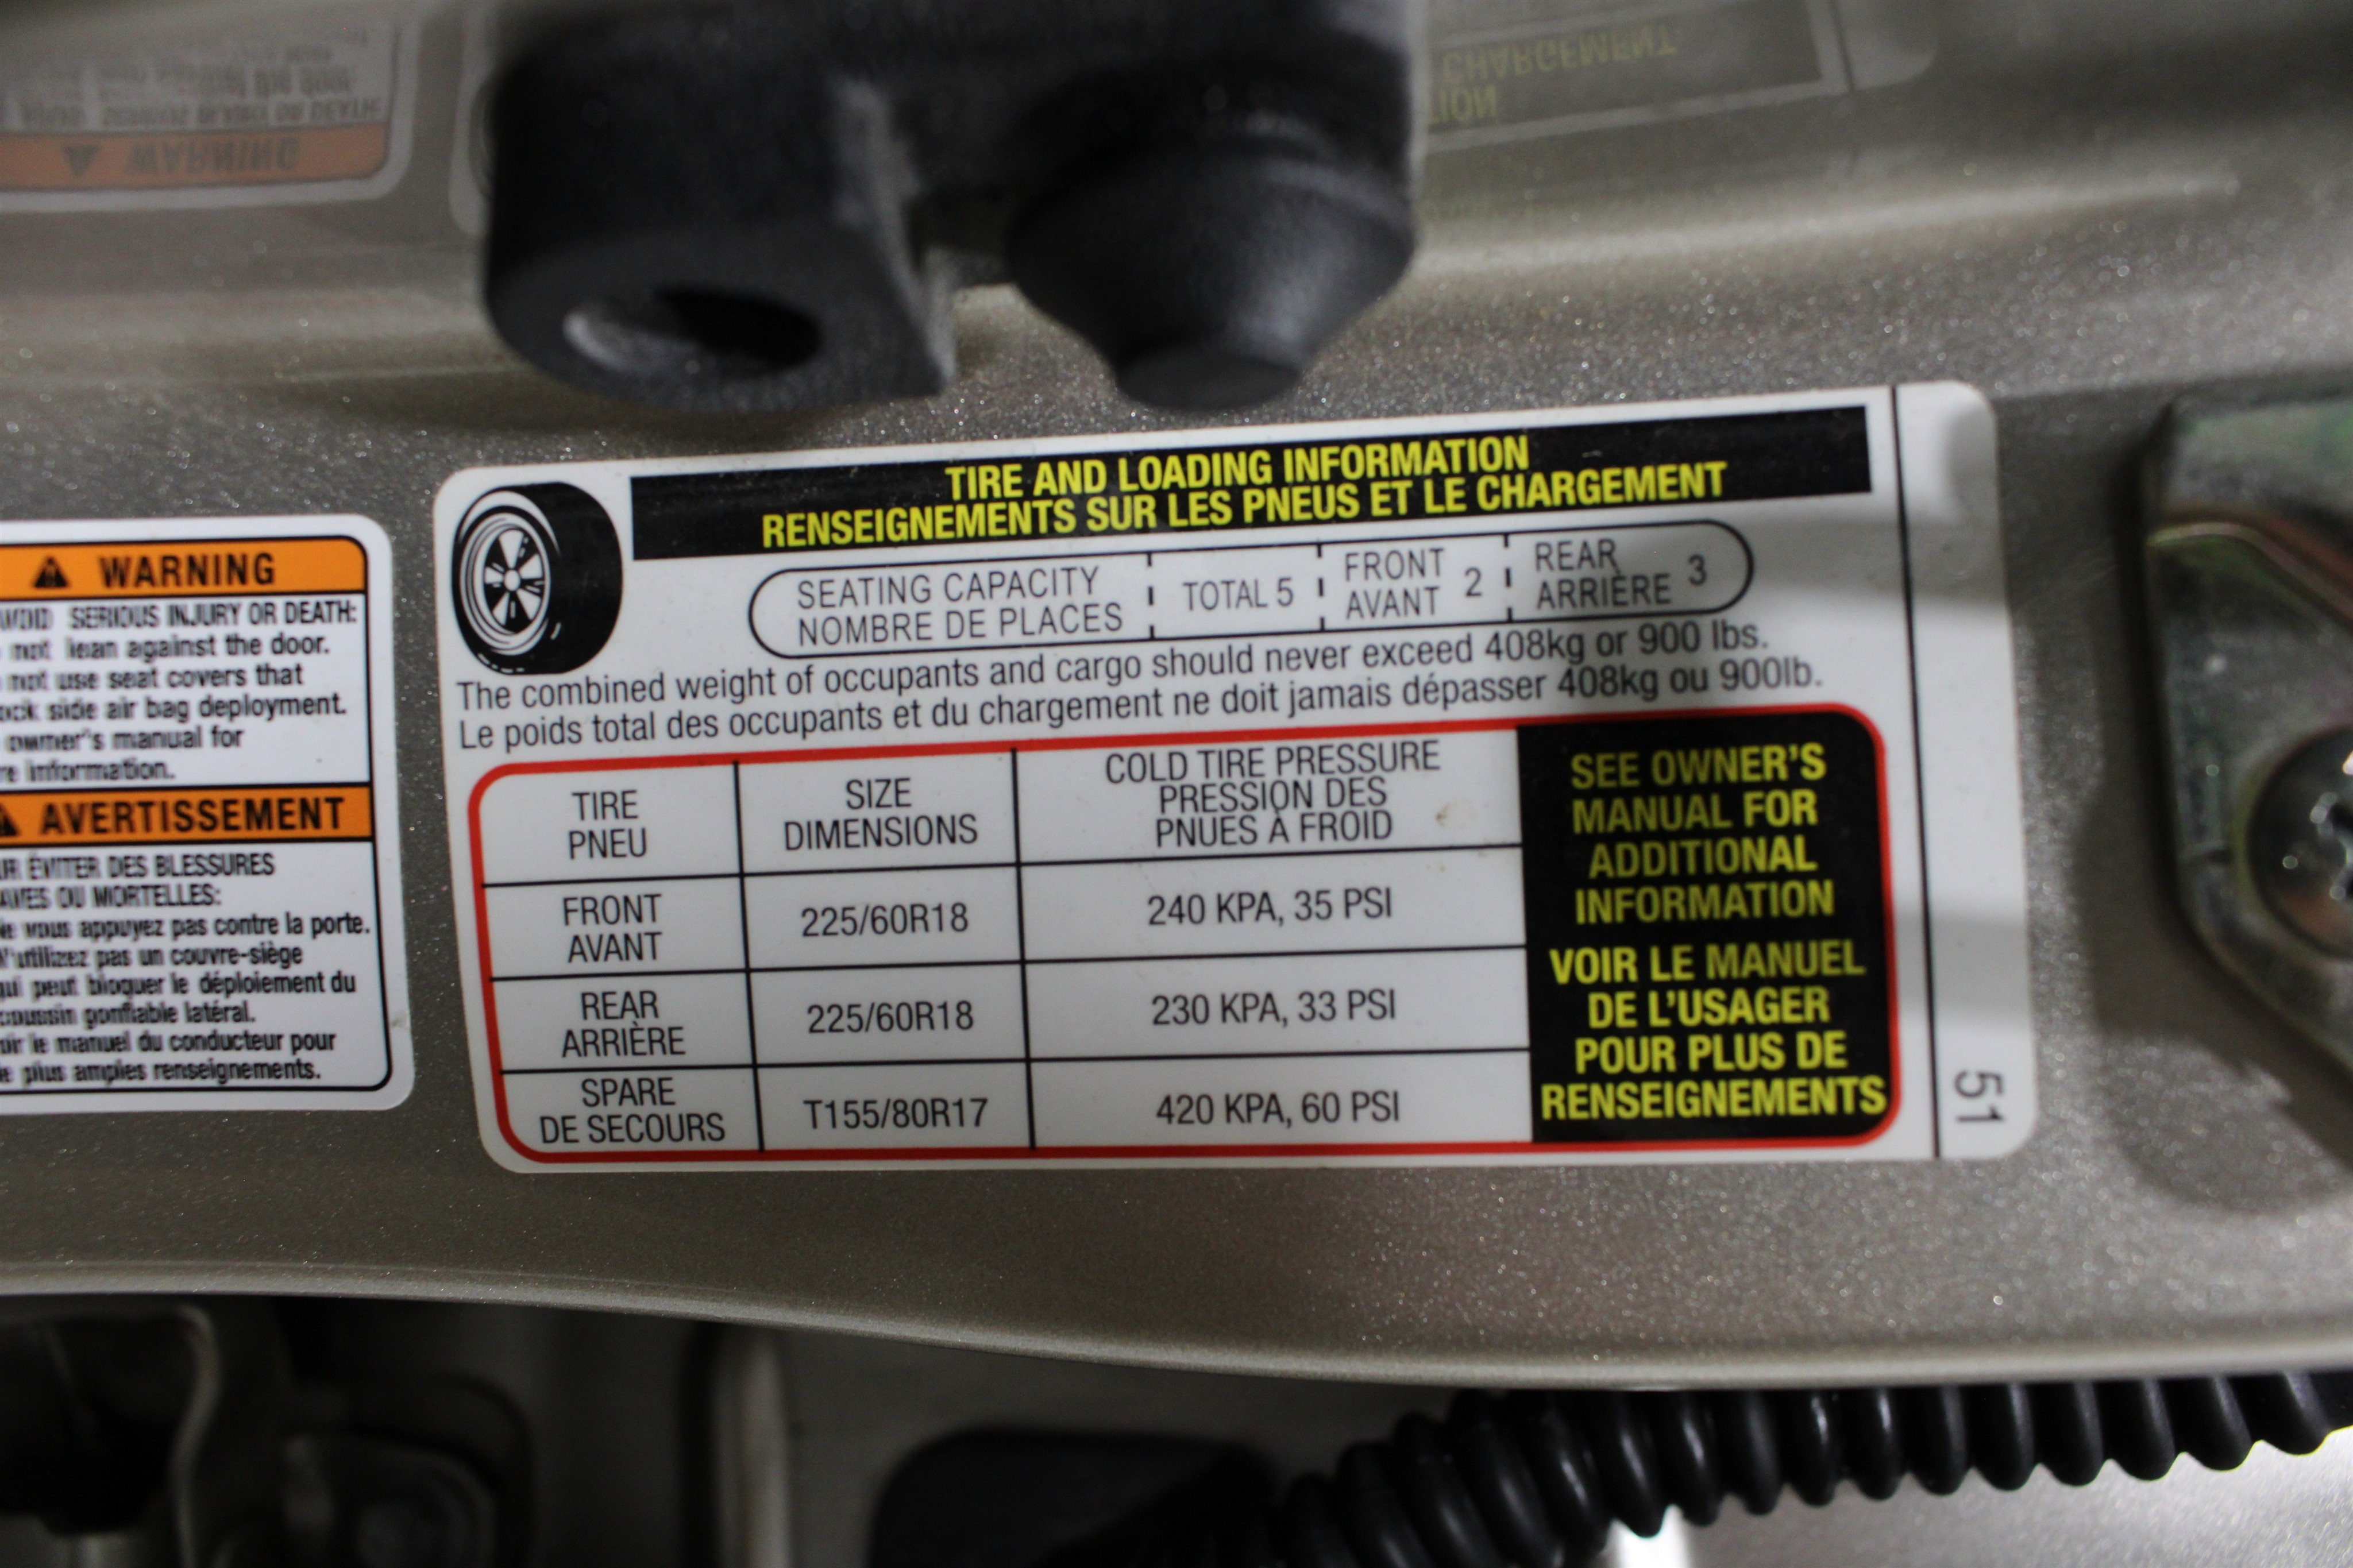 WARNING
SERIOUS INJURY OR DEATH:
not lean against the door.
not use seat covers that
side air bag deployment.
owner's manual for
information.
AVERTISSEMENT
ÉVITER DES BLESSURES
OU MORTELLES:
vous appuyez pas contre la porte.
N'utilizez pas un couvre-siège
peut bloquer le déploiement du
coussin gonflable latéral.
le manuel du conducteur pour
plus amples renseignements.
TIRE AND LOADING INFORMATION
RENSEIGNEMENTS SUR LES PNEUS ET LE CHARGEMENT
SEATING CAPACITY
NOMBRE DE PLACES
TOTAL 5
FRONT
AVANT 2
REAR
ARRIÈRE 3
The combined weight of occupants and cargo should never exceed 408kg or 900 lbs.
Le poids total des occupants et du chargement ne doit jamais dépasser 408kg ou 900lb.
TIRE
PNEU
SIZE
DIMENSIONS
COLD TIRE PRESSURE
PRESSION DES
PNUES À FROID
FRONT
AVANT
225/60R18
240 KPA, 35 PSI
REAR
ARRIÈRE
225/60R18
230 KPA, 33 PSI
SPARE
DE SECOURS
T155/80R17
420 KPA, 60 PSI
SEE OWNER'S
MANUAL FOR
ADDITIONAL
INFORMATION
VOIR LE MANUEL
DE L'USAGER
POUR PLUS DE
RENSEIGNEMENTS
51